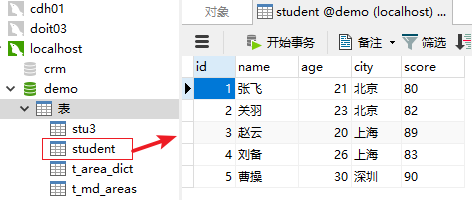 cdh01
doit03
localhost
crm
demo
表
stu3
student
t_area_dict
t_md_areas
对象
student @demo (localhost) ...
开始事务
备注
筛选
id name age city score
1 张飞 21 北京 80
2 关羽 23 北京 82
3 赵云 20 上海 89
4 刘备 26 上海 83
5 曹操 30 深圳 90